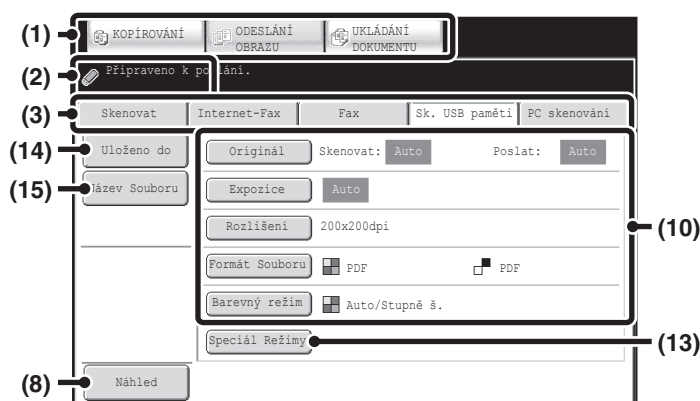 (1) KOPÍROVÁNÍ ODESLÁNÍ OBRAZU UKLÁDÁNÍ DOKUMENTU
(2) Připraveno k poslání.
(3) Skenovat Internet-Fax Fax Sk. USB paměti PC skenování
(14) Uloženo do Originál Skenovat: Auto Poslat: Auto
(15) Název Souboru Expozice Auto
Rozlišení 200x200dpi (10)
Formát Souboru PDF PDF
Barevný režim Auto/Stupně š.
Speciál Režimy (13)
(8) Náhled